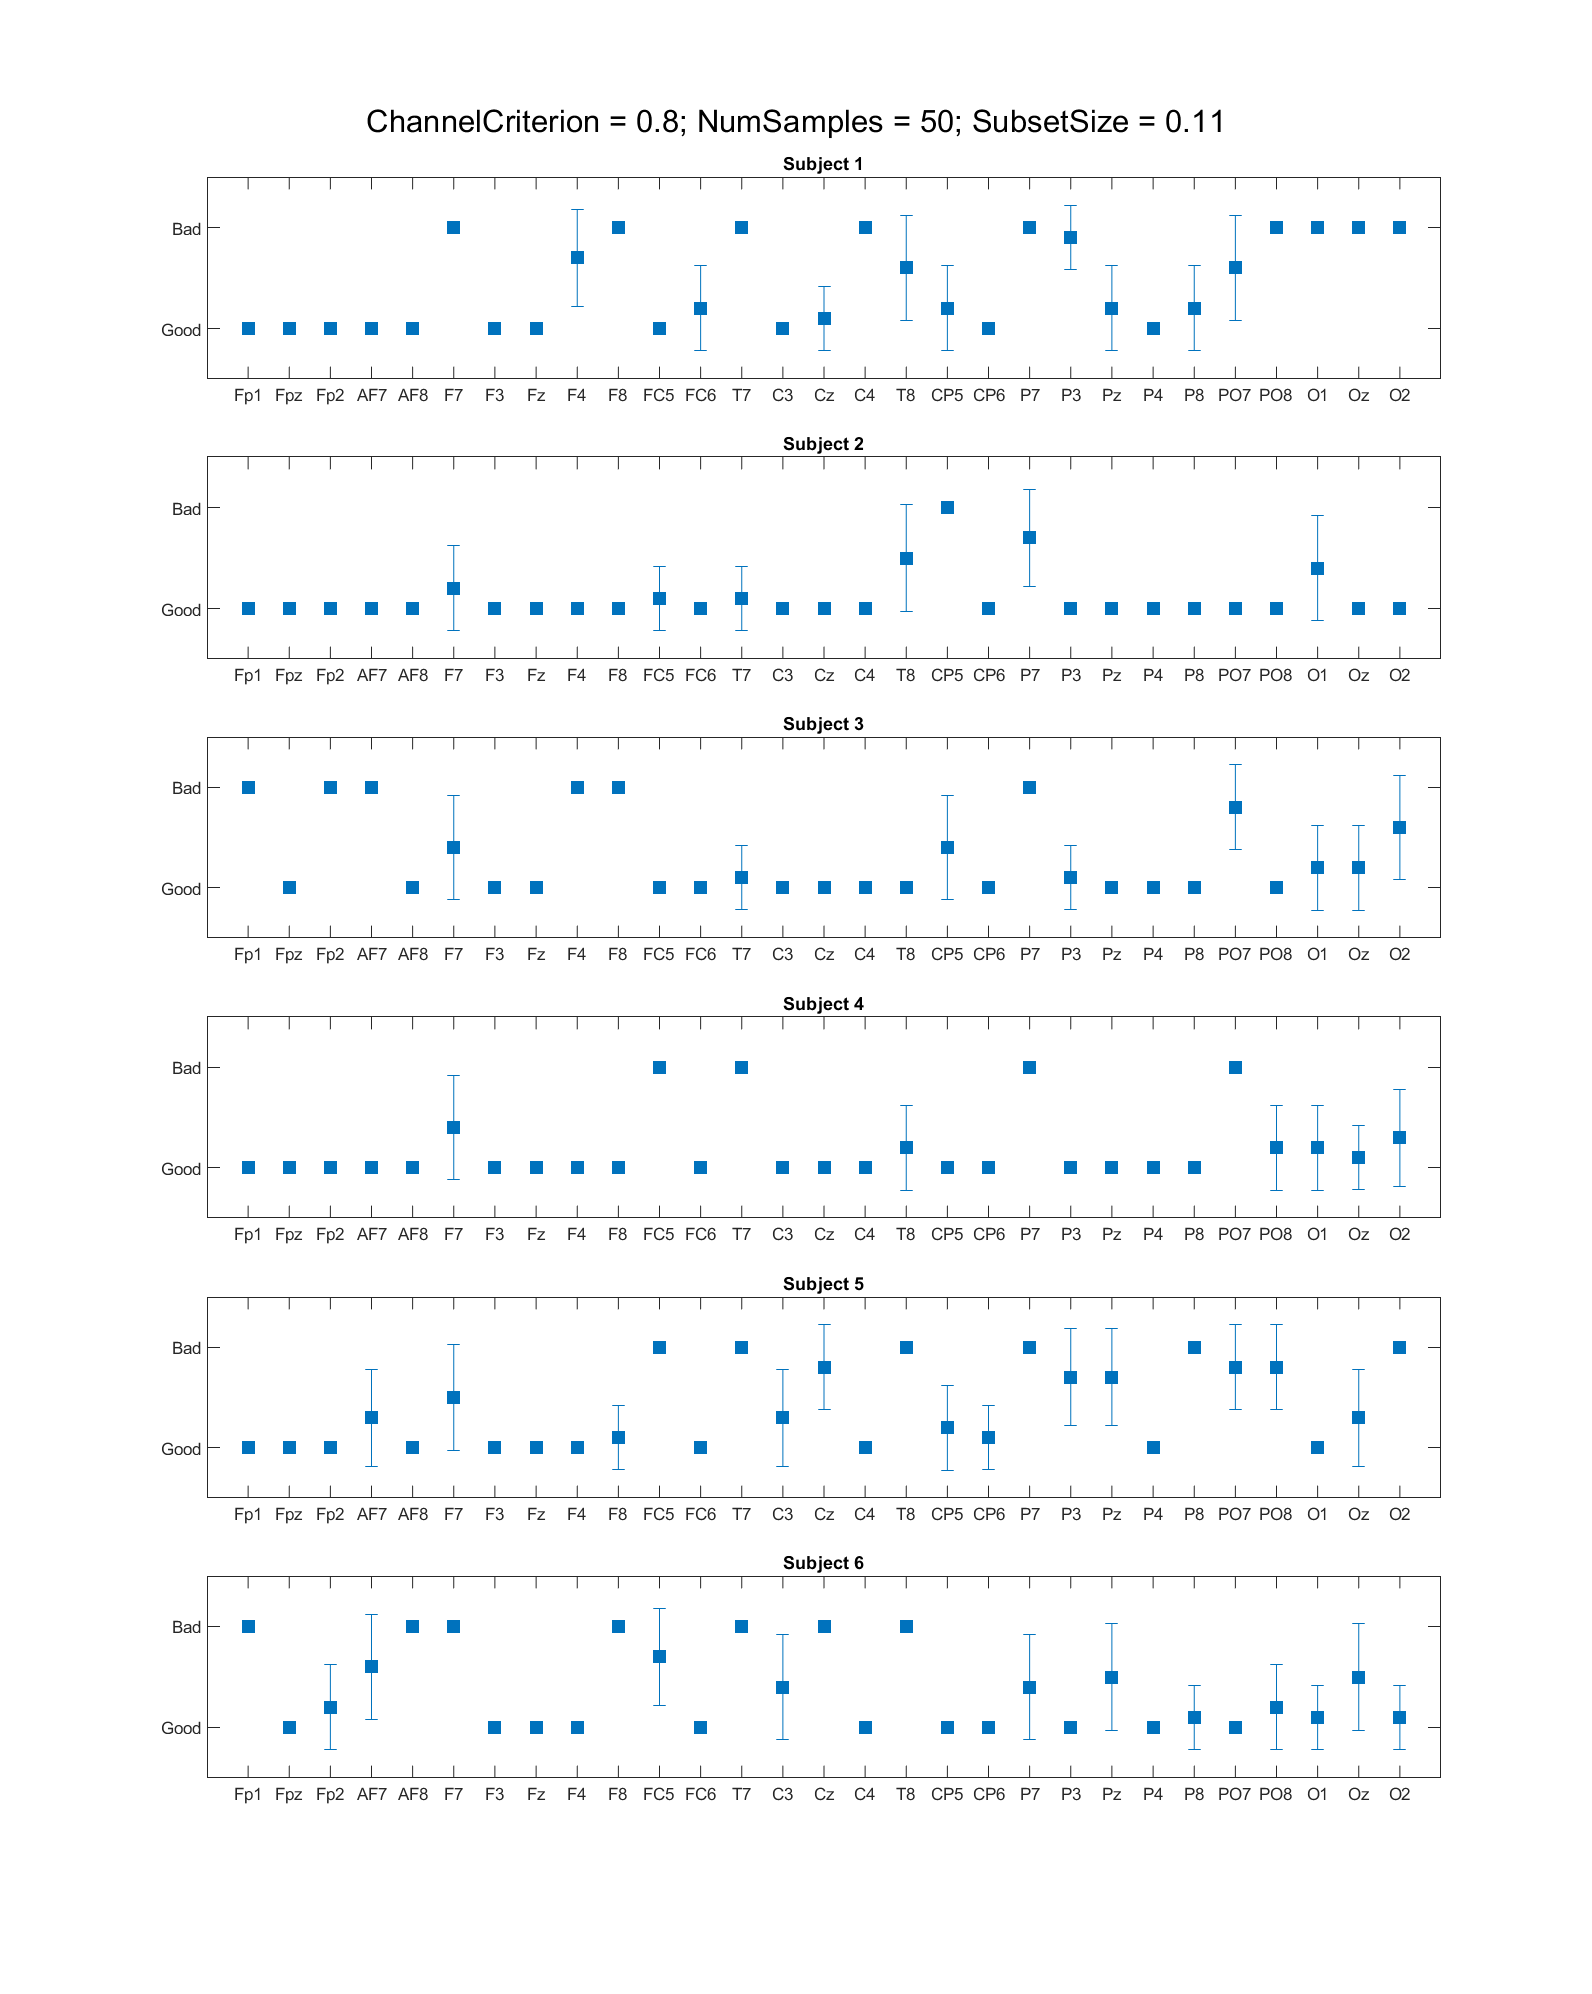 ChannelCriterion = 0.8; NumSamples = 50; SubsetSize = 0.11
Subject 1
Bad
Good
Fp1 Fpz Fp2 AF7 AF8 F7 F3 Fz F4 F8 FC5 FC6 T7 C3 Cz C4 T8 CP5 CP6 P7 P3 Pz P4 P8 PO7 PO8 O1 Oz O2
Subject 2
Bad
Good
Fp1 Fpz Fp2 AF7 AF8 F7 F3 Fz F4 F8 FC5 FC6 T7 C3 Cz C4 T8 CP5 CP6 P7 P3 Pz P4 P8 PO7 PO8 O1 Oz O2
Subject 3
Bad
Good
Fp1 Fpz Fp2 AF7 AF8 F7 F3 Fz F4 F8 FC5 FC6 T7 C3 Cz C4 T8 CP5 CP6 P7 P3 Pz P4 P8 PO7 PO8 O1 Oz O2
Subject 4
Bad
Good
Fp1 Fpz Fp2 AF7 AF8 F7 F3 Fz F4 F8 FC5 FC6 T7 C3 Cz C4 T8 CP5 CP6 P7 P3 Pz P4 P8 PO7 PO8 O1 Oz O2
Subject 5
Bad
Good
Fp1 Fpz Fp2 AF7 AF8 F7 F3 Fz F4 F8 FC5 FC6 T7 C3 Cz C4 T8 CP5 CP6 P7 P3 Pz P4 P8 PO7 PO8 O1 Oz O2
Subject 6
Bad
Good
Fp1 Fpz Fp2 AF7 AF8 F7 F3 Fz F4 F8 FC5 FC6 T7 C3 Cz C4 T8 CP5 CP6 P7 P3 Pz P4 P8 PO7 PO8 O1 Oz O2